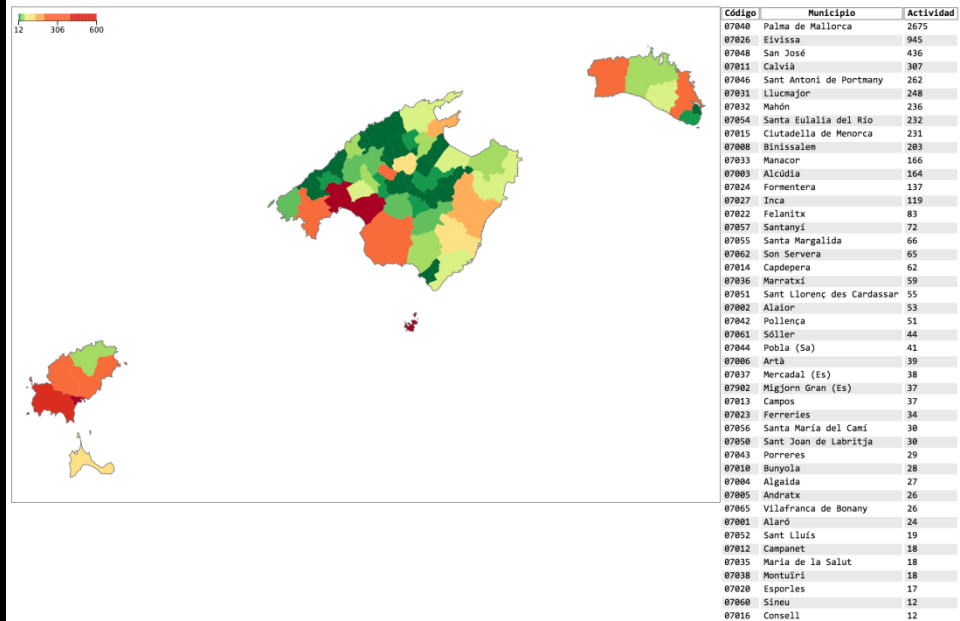 12 306 600
Código Municipio Actividad
07040 Palma de Mallorca 2675
07026 Eivissa 945
07048 San José 436
07011 Calvià 307
07046 Sant Antoni de Portmany 262
07031 Llucmajor 248
07032 Mahón 236
07054 Santa Eulalia del Río 232
07015 Ciutadella de Menorca 231
07008 Binissalem 203
07033 Manacor 166
07003 Alcúdia 164
07024 Formentera 137
07027 Inca 119
07022 Felanitx 83
07057 Santanyí 72
07055 Santa Margalida 66
07062 Son Servera 65
07014 Capdepera 62
07036 Marratxí 59
07051 Sant Llorenç des Cardassar 55
07002 Alaior 53
07042 Pollença 51
07061 Sóller 44
07044 Pobla (Sa) 41
07006 Artà 39
07037 Mercadal (Es) 38
07902 Migjorn Gran (Es) 37
07013 Campos 37
07023 Ferreries 34
07056 Santa María del Camí 30
07050 Sant Joan de Labritja 30
07043 Porreres 29
07010 Bunyola 28
07004 Algaida 27
07005 Andratx 26
07065 Vilafranca de Bonany 26
07001 Alaró 24
07052 Sant Lluís 19
07012 Campanet 18
07035 Maria de la Salut 18
07038 Montuïri 18
07020 Esporles 17
07060 Sineu 12
07016 Consell 12